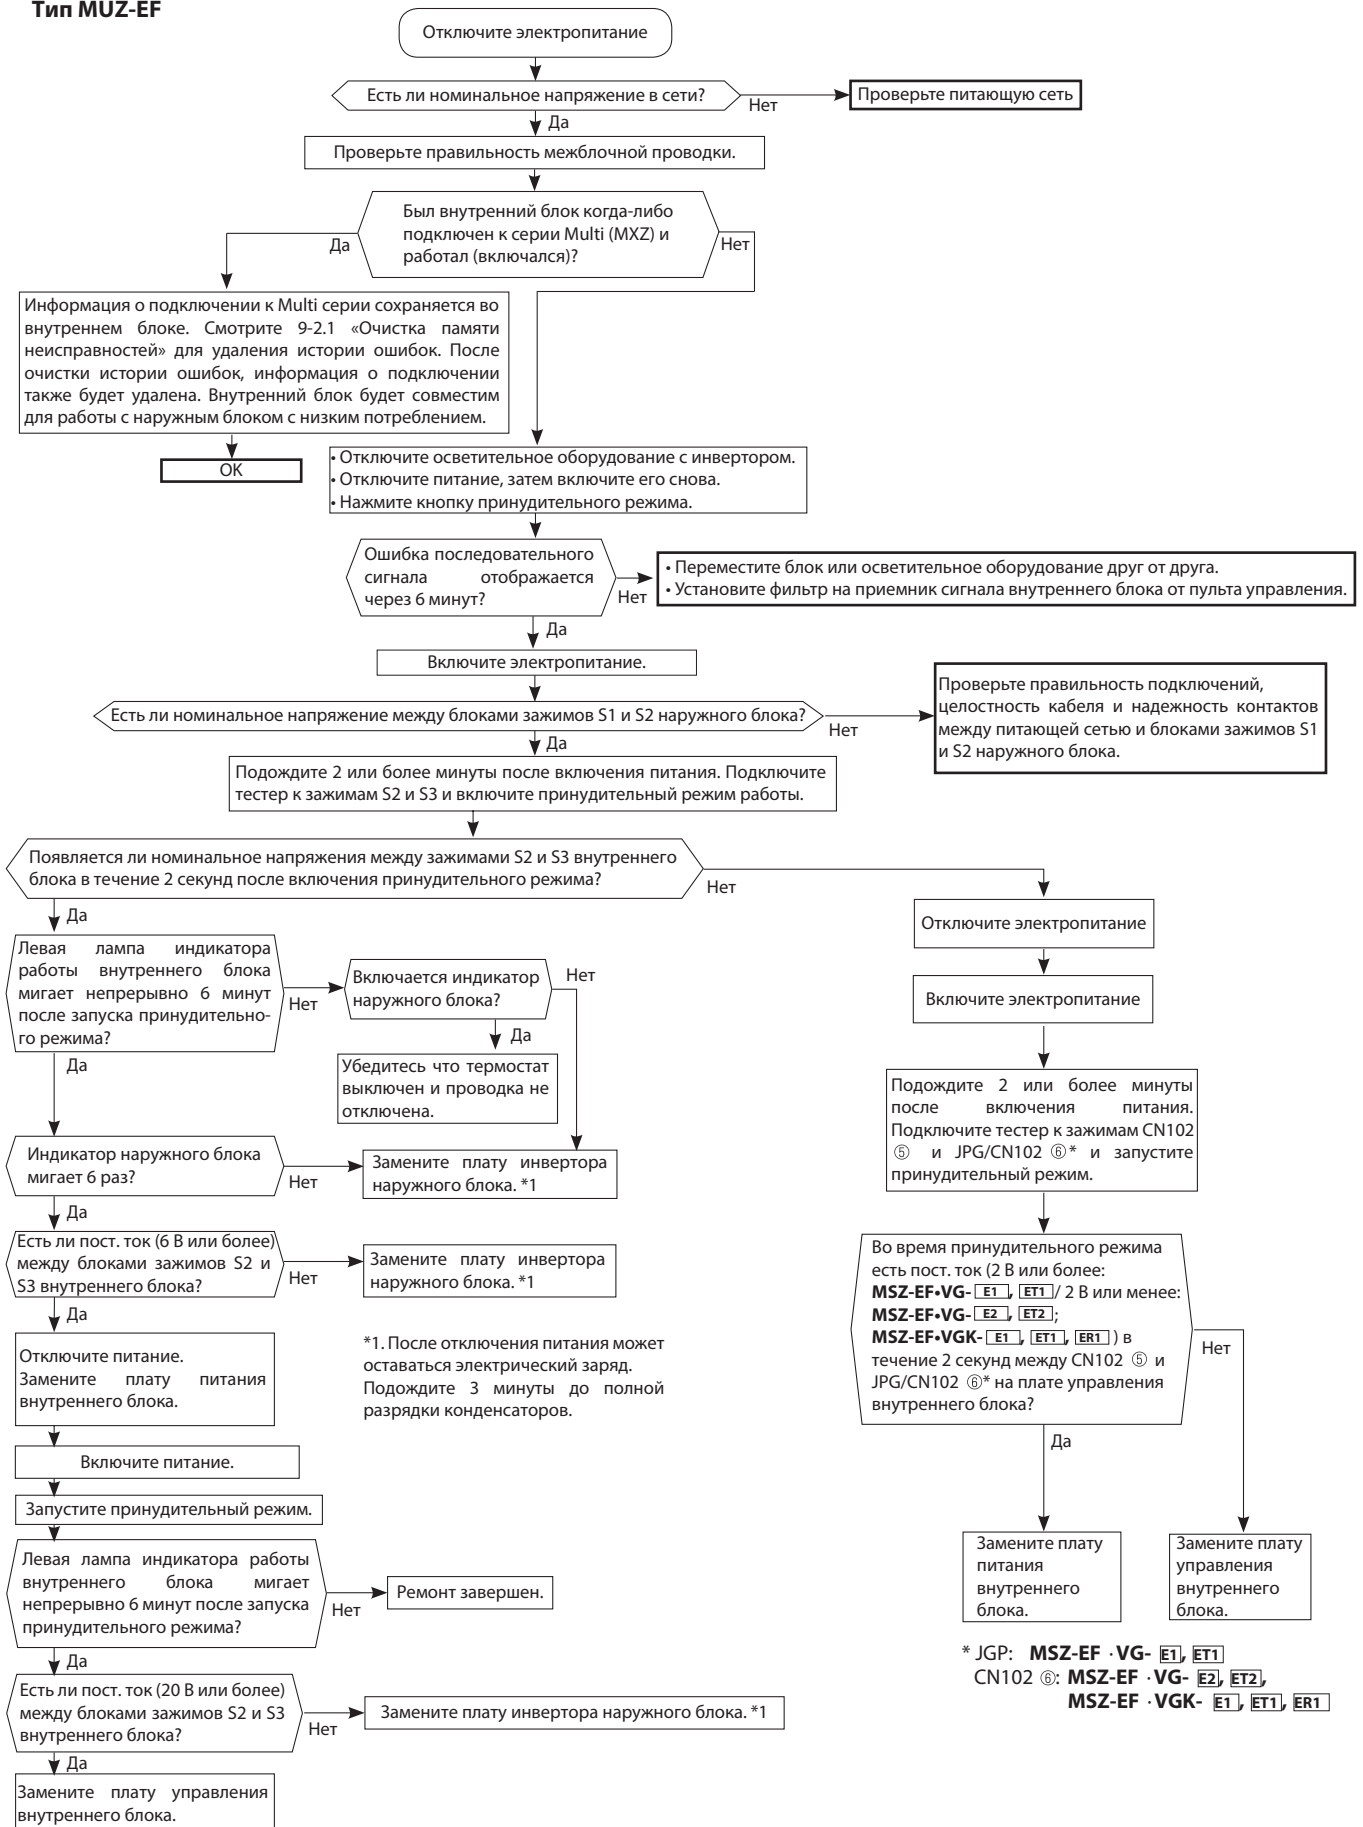 Тип MUZ-EF
Отключите электропитание
Есть ли номинальное напряжение в сети?
Нет
Проверьте питающую сеть
Да
Проверьте правильность межблочной проводки.
Был внутренний блок когда-либо
подключен к серии Multi (MXZ) и
работал (включался)?
Да
Нет
Информация о подключении к Multi серии сохраняется во
внутреннем блоке. Смотрите 9-2.1 «Очистка памяти
неисправностей» для удаления истории ошибок. После
очистки истории ошибок, информация о подключении
также будет удалена. Внутренний блок будет совместим
для работы с наружным блоком с низким потреблением.
OK
• Отключите осветительное оборудование с инвертором.
• Отключите питание, затем включите его снова.
• Нажмите кнопку принудительного режима.
Ошибка последовательного
сигнала отображается
через 6 минут?
Нет
• Переместите блок или осветительное оборудование друг от друга.
• Установите фильтр на приемник сигнала внутреннего блока от пульта управления.
Да
Включите электропитание.
Есть ли номинальное напряжение между блоками зажимов S1 и S2 наружного блока?
Нет
Проверьте правильность подключений,
целостность кабеля и надежность контактов
между питающей сетью и блоками зажимов S1
и S2 наружного блока.
Да
Подождите 2 или более минуты после включения питания. Подключите
тестер к зажимам S2 и S3 и включите принудительный режим работы.
Появляется ли номинальное напряжения между зажимами S2 и S3 внутреннего
блока в течение 2 секунд после включения принудительного режима?
Нет
Да
Левая лампа индикатора
работы внутреннего блока
мигает непрерывно 6 минут
после запуска принудительно-
го режима?
Нет
Включается индикатор
наружного блока?
Нет
Да
Убедитесь что термостат
выключен и проводка не
отключена.
Да
Индикатор наружного блока
мигает 6 раз?
Нет
Замените плату инвертора
наружного блока. *1
Да
Есть ли пост. ток (6 В или более)
между блоками зажимов S2 и
S3 внутреннего блока?
Нет
Замените плату инвертора
наружного блока. *1
Да
Отключите питание.
Замените плату питания
внутреннего блока.
*1. После отключения питания может
оставаться электрический заряд.
Подождите 3 минуты до полной
разрядки конденсаторов.
Включите питание.
Запустите принудительный режим.
Левая лампа индикатора работы
внутреннего блока мигает
непрерывно 6 минут после запуска
принудительного режима?
Нет
Ремонт завершен.
Да
Есть ли пост. ток (20 В или более)
между блоками зажимов S2 и S3
внутреннего блока?
Нет
Замените плату инвертора наружного блока. *1
Да
Замените плату управления
внутреннего блока.
Отключите электропитание
Включите электропитание
Подождите 2 или более минуты
после включения питания.
Подключите тестер к зажимам CN102
⑤ и JPG/CN102 ⑥* и запустите
принудительный режим.
Во время принудительного режима
есть пост. ток (2 В или более:
MSZ-EF•VG- E1, ET1/ 2 В или менее:
MSZ-EF•VG- E2, ET2;
MSZ-EF•VGK- E1, ET1, ER1) в
течение 2 секунд между CN102 ⑤ и
JPG/CN102 ⑥* на плате управления
внутреннего блока?
Нет
Да
Замените плату
питания
внутреннего
блока.
Замените плату
управления
внутреннего
блока.
* JGP: MSZ-EF ·VG- E1, ET1
CN102 ⑥: MSZ-EF ·VG- E2, ET2,
MSZ-EF ·VGK- E1, ET1, ER1